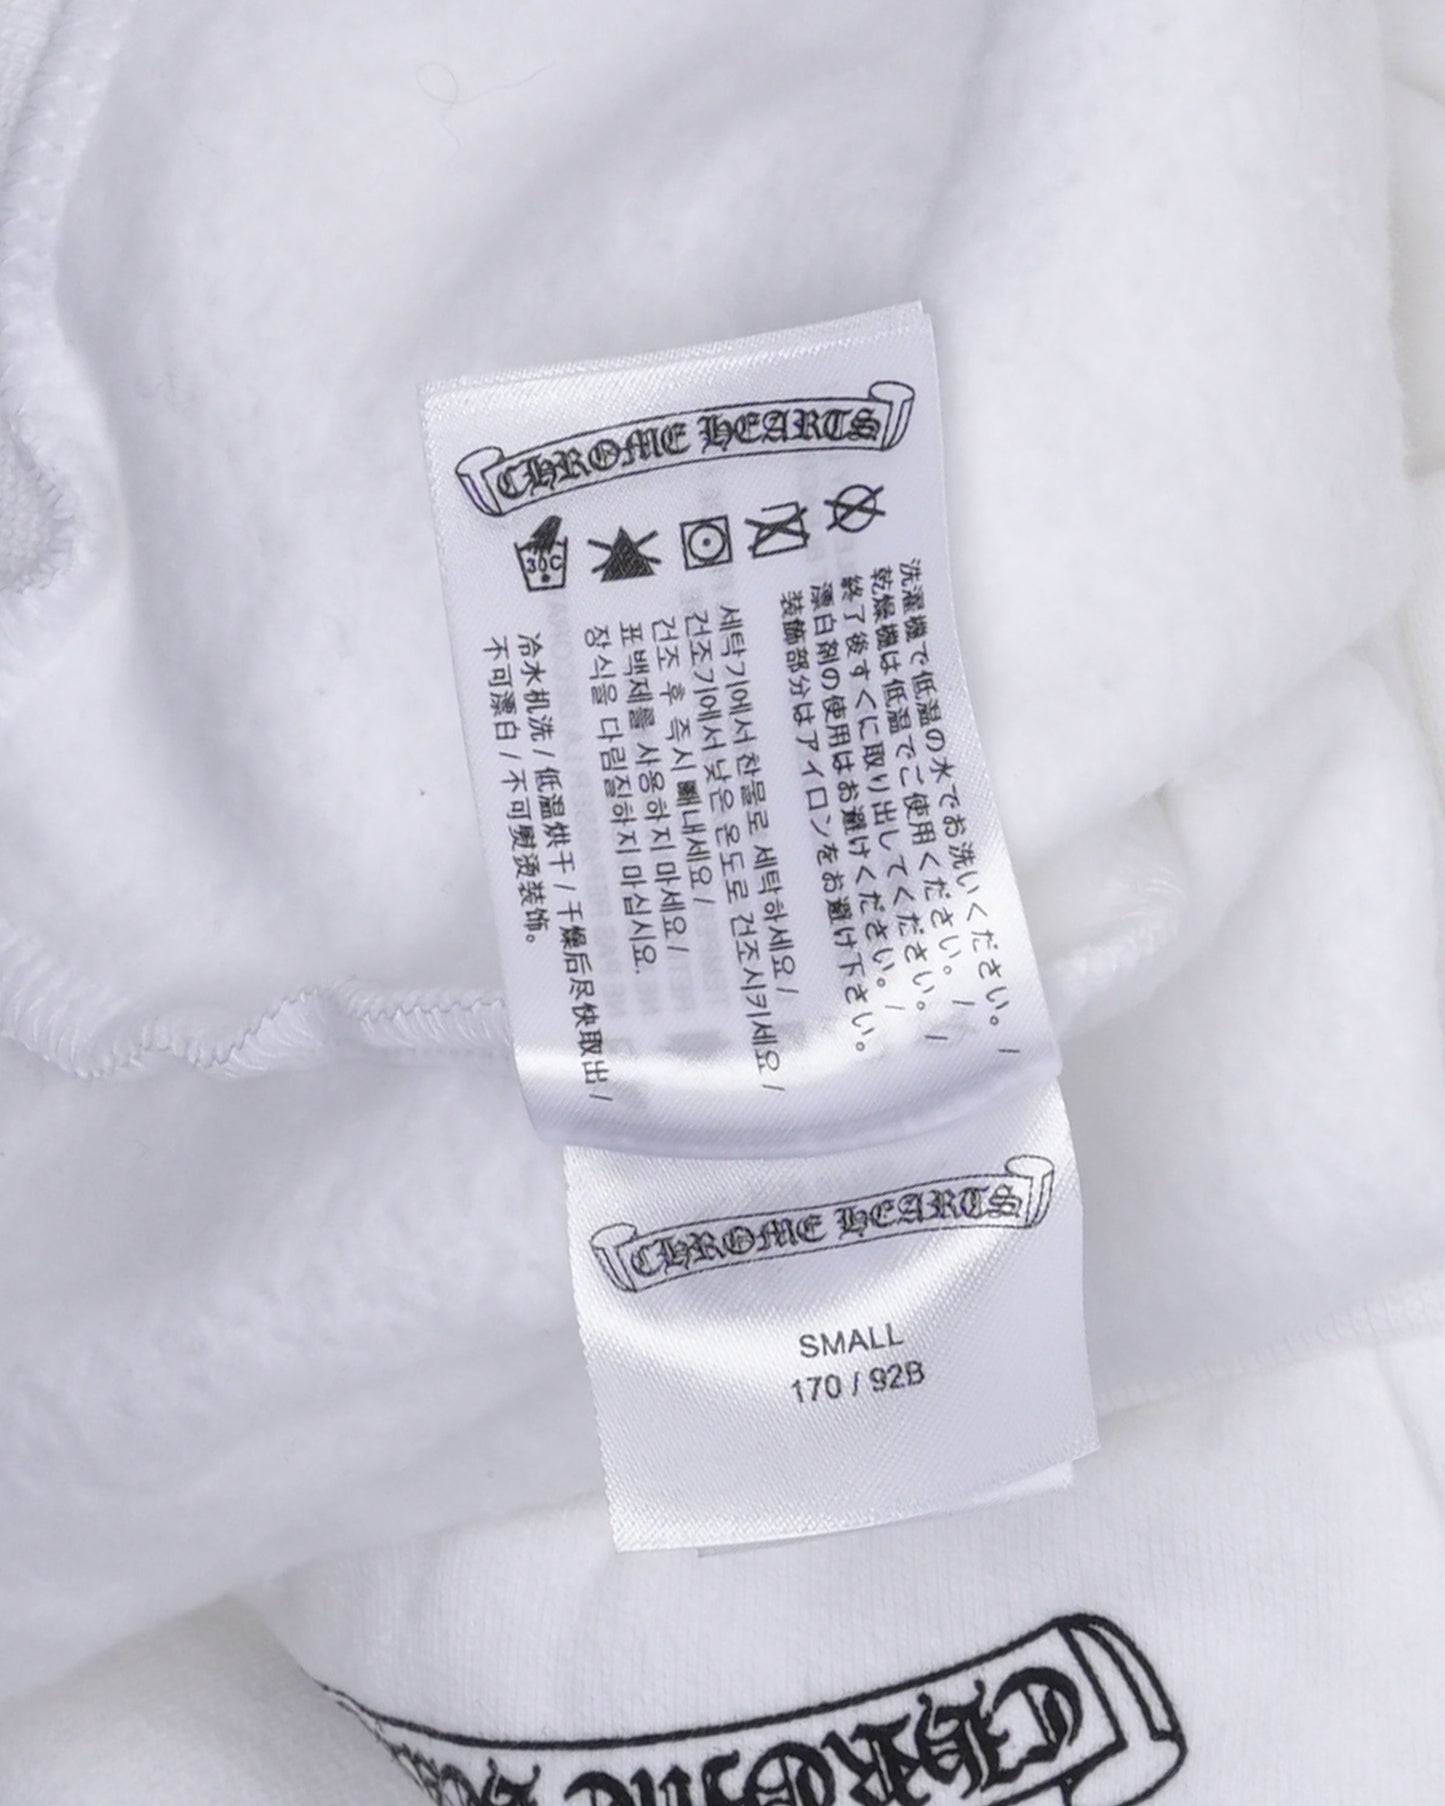 CHROME HEARTS
30C
洗濯機で低温の水でお洗いください。/
乾燥機は低温でご使用ください。/
終了後すぐに取り出してください。/
漂白剤の使用はお避けください。/
装飾部分はアイロンをお避け下さい。
세탁기에서 찬물로 세탁하세요 /
건조기에서 낮은 온도로 건조시키세요 /
건조 후 즉시 빼내세요 /
표백제를 사용하지 마세요 /
장식을 다림질하지 마십시요.
冷水机洗 / 低温烘干 / 干燥后尽快取出 /
不可漂白 / 不可熨烫装饰。
CHROME HEARTS
SMALL
170 / 92B
CHROME